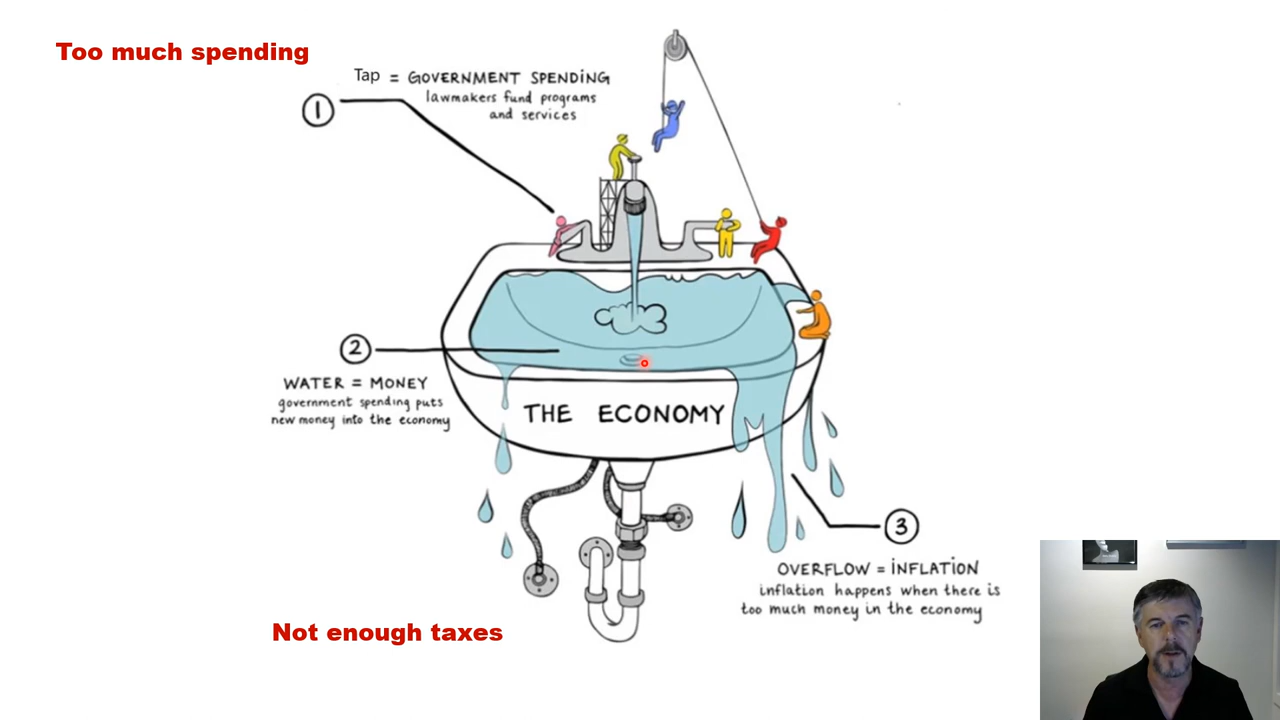 Too much spending
Tap = GOVERNMENT SPENDING
lawmakers fund programs
and services
1
2
WATER = MONEY
government spending puts
new money into the economy
THE ECONOMY
3
OVERFLOW = INFLATION
inflation happens when there is
too much money in the economy
Not enough taxes